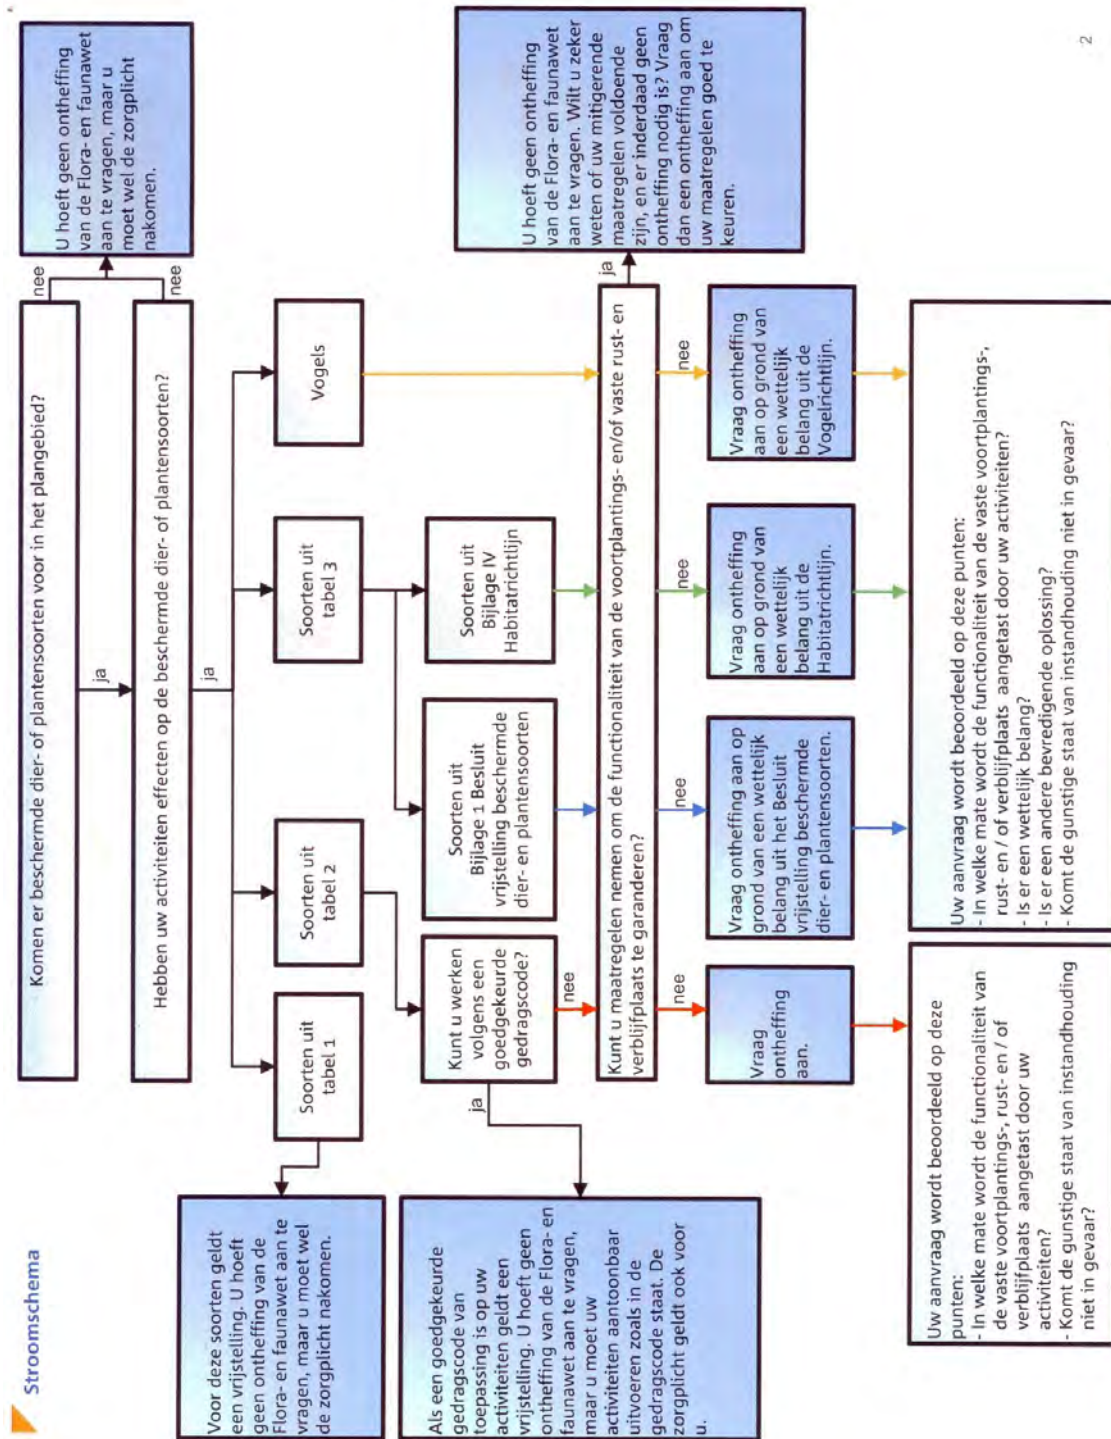 Stroomschema
Komen er beschermde dier- of plantensoorten voor in het plangebied?
nee
U hoeft geen ontheffing
van de Flora- en faunawet
aan te vragen, maar u
moet wel de zorgplicht
nakomen.
ja
Hebben uw activiteiten effecten op de beschermde dier- of plantensoorten?
nee
ja
Voor deze soorten geldt
een vrijstelling. U hoeft
geen ontheffing van de
Flora- en faunawet aan te
vragen, maar u moet wel
de zorgplicht nakomen.
Soorten uit
tabel 1
Soorten uit
tabel 2
Soorten uit
tabel 3
Vogels
Als een goedgekeurde
gedragscode van
toepassing is op uw
activiteiten geldt een
vrijstelling. U hoeft geen
ontheffing van de Flora- en
faunawet aan te vragen,
maar u moet uw
activiteiten aantoonbaar
uitvoeren zoals in de
gedragscode staat. De
zorgplicht geldt ook voor
u.
ja
Kunt u werken
volgens een
goedgekeurde
gedragscode?
nee
Soorten uit
Bijlage 1 Besluit
vrijstelling beschermde
dier- en plantensoorten
Soorten uit
Bijlage IV
Habitatrichtlijn
Kunt u maatregelen nemen om de functionaliteit van de voortplantings- en/of vaste rust- en
verblijfplaats te garanderen?
ja
U hoeft geen ontheffing
van de Flora- en faunawet
aan te vragen. Wilt u zeker
weten of uw mitigerende
maatregelen voldoende
zijn, en er inderdaad geen
ontheffing nodig is? Vraag
dan een ontheffing aan om
uw maatregelen goed te
keuren.
nee
nee
nee
nee
Vraag
ontheffing
aan.
Vraag ontheffing aan op
grond van een wettelijk
belang uit het Besluit
vrijstelling beschermde
dier- en plantensoorten.
Vraag ontheffing
aan op grond van
een wettelijk
belang uit de
Habitatrichtlijn.
Vraag ontheffing
aan op grond van
een wettelijk
belang uit de
Vogelrichtlijn.
Uw aanvraag wordt beoordeeld op deze
punten:
- In welke mate wordt de functionaliteit van
de vaste voortplantings-, rust- en / of
verblijfplaats aangetast door uw
activiteiten?
- Komt de gunstige staat van instandhouding
niet in gevaar?
Uw aanvraag wordt beoordeeld op deze punten:
- In welke mate wordt de functionaliteit van de vaste voortplantings-,
rust- en / of verblijfplaats aangetast door uw activiteiten?
- Is er een wettelijk belang?
- Is er een andere bevredigende oplossing?
- Komt de gunstige staat van instandhouding niet in gevaar?
2